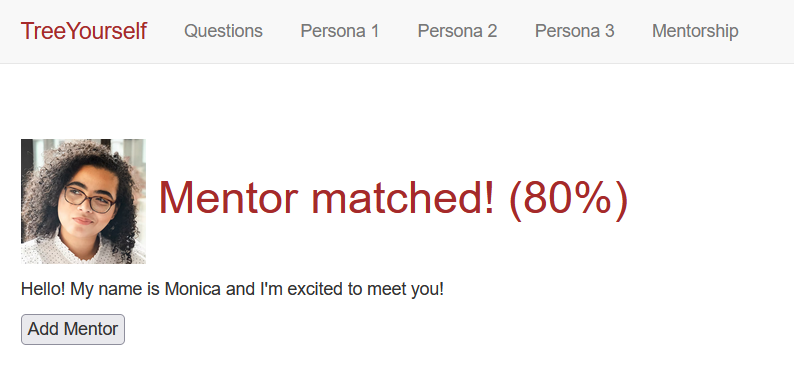 TreeYourself Questions Persona 1 Persona 2 Persona 3 Mentorship
Mentor matched! (80%)
Hello! My name is Monica and I'm excited to meet you!
Add Mentor